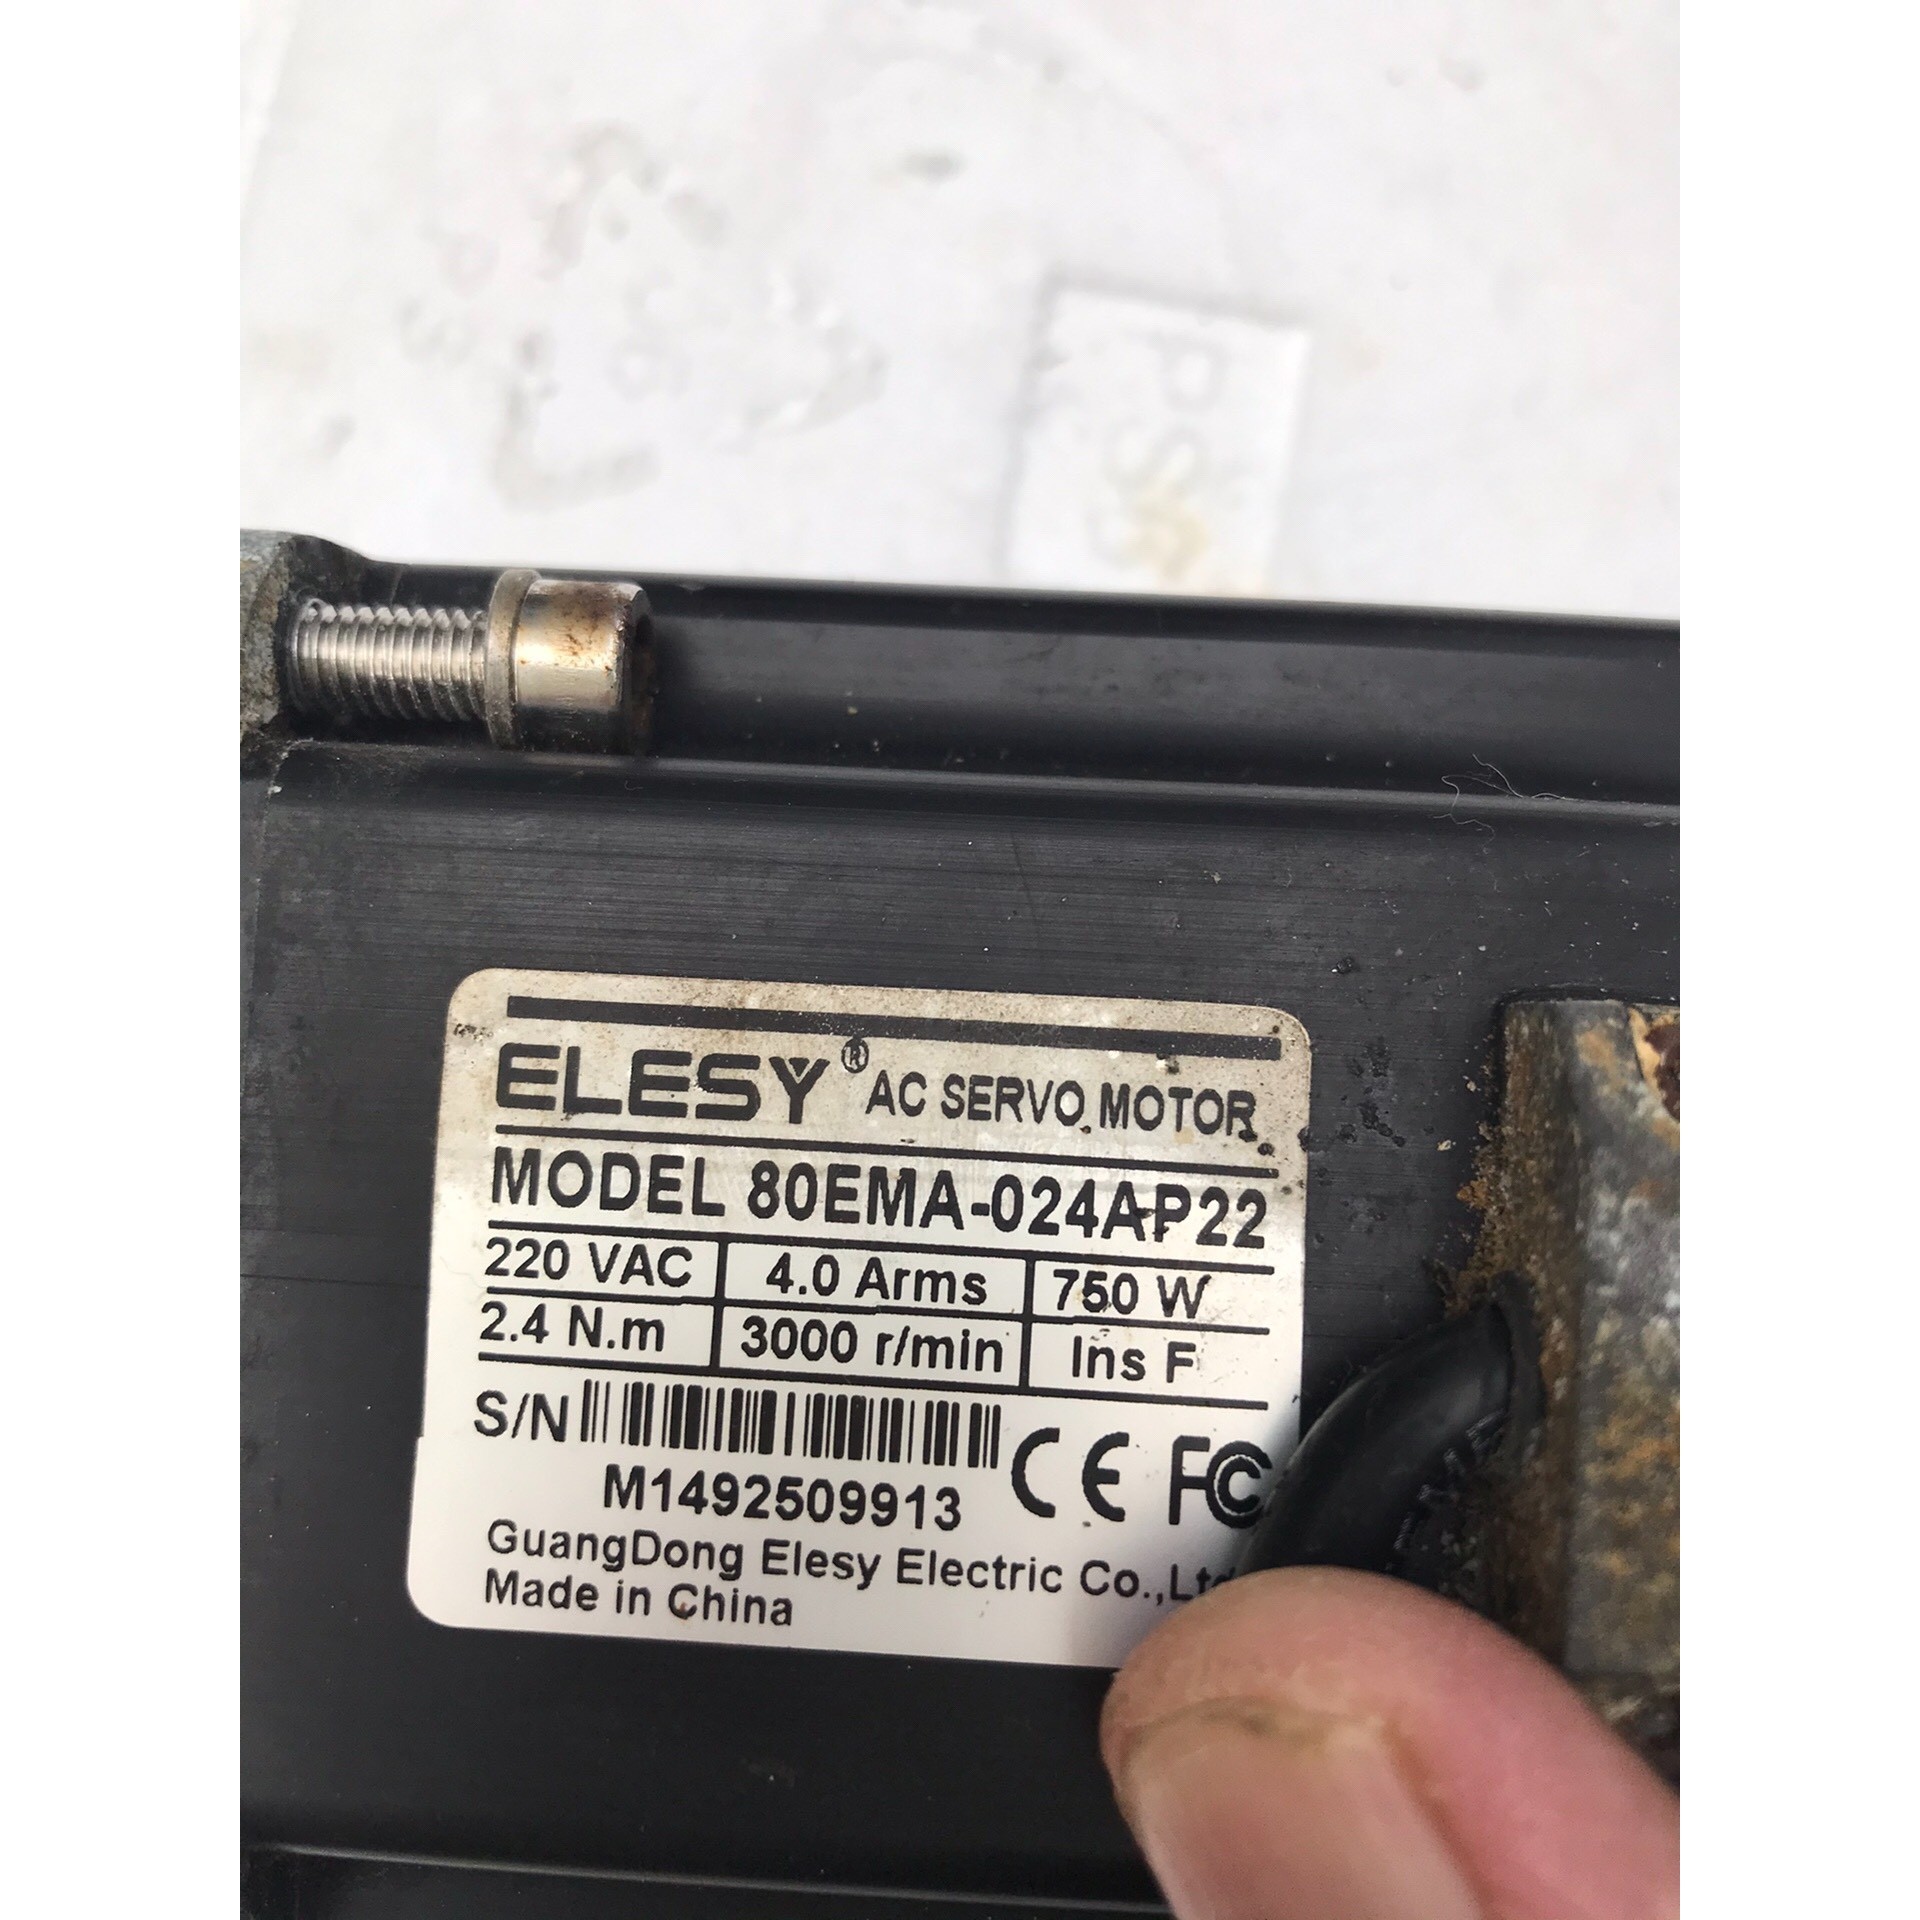 ELESY® AC SERVO MOTOR
MODEL 80EMA-024AP22
220 VAC 4.0 Arms 750 W
2.4 N.m 3000 r/min Ins F
S/N
M1492509913
CE FC
GuangDong Elesy Electric Co.,Ltd
Made in China